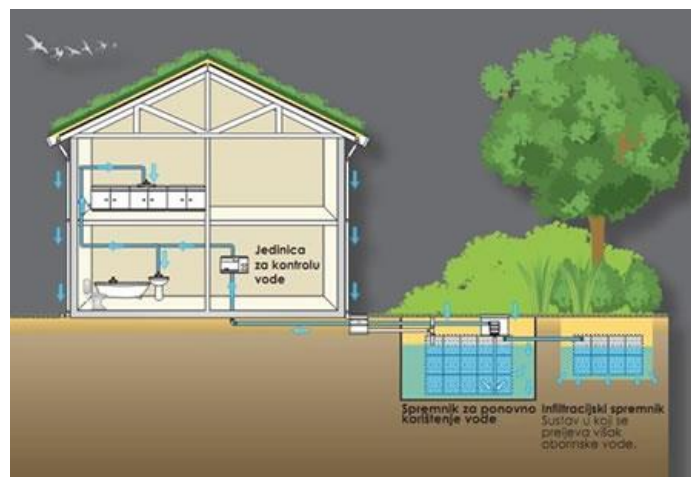 Jedinica
za kontrolu
vode
Spremnik za ponovno
korištenje vode
Infiltracijski spremnik
Sustav u koji se
prelijeva višak
oborinske vode.